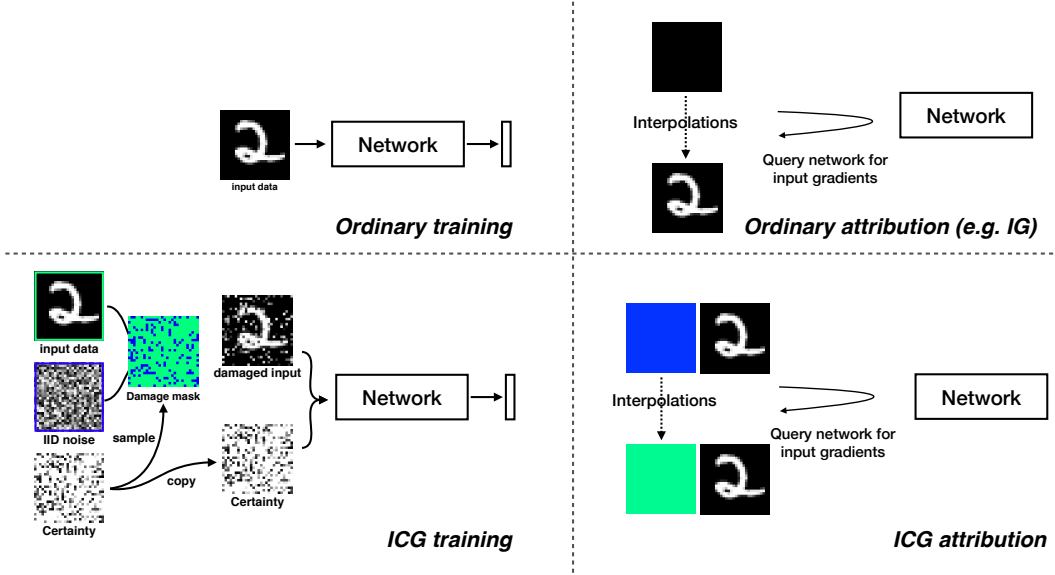 input data
Network
Ordinary training
Interpolations
Query network for
input gradients
Network
Ordinary attribution (e.g. IG)
input data
IID noise
Certainty
sample
copy
Damage mask
damaged input
Certainty
Network
ICG training
Interpolations
Query network for
input gradients
Network
ICG attribution